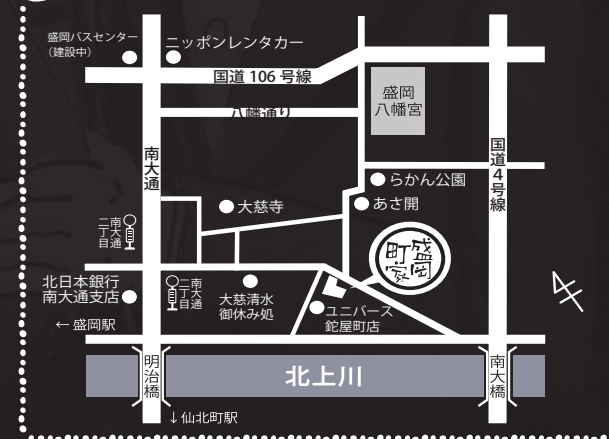 盛岡バスセンター
（建設中）
ニッポンレンタカー
国道 106 号線
八幡通り
盛岡
八幡宮
南大通
国道4号線
らかん公園
あさ開
大慈寺
南大通
二丁目
盛岡
町家
北日本銀行
南大通支店
南大通
二丁目
大慈清水
御休み処
ユニバース
鉈屋町店
← 盛岡駅
明治橋
北上川
南大橋
↓仙北町駅